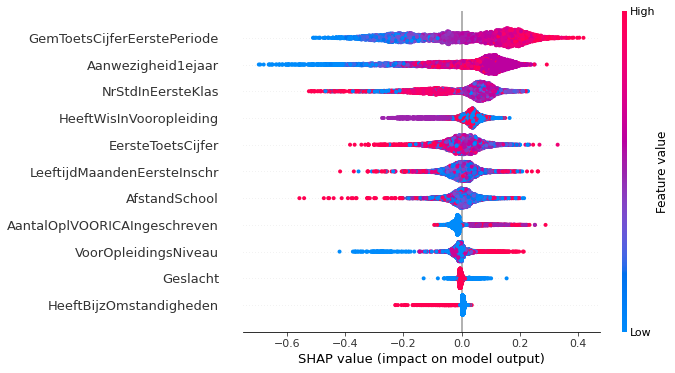 High
GemToetsCijferEerstePeriode
Aanwezigheid1ejaar
NrStdInEersteKlas
HeeftWisInVooropleiding
EersteToetsCijfer
LeeftijdMaandenEersteInschr
AfstandSchool
AantalOplVOORICAIngeschreven
VoorOpleidingsNiveau
Geslacht
HeeftBijzOmstandigheden
Feature value
Low
−0.6 −0.4 −0.2 0.0 0.2 0.4
SHAP value (impact on model output)